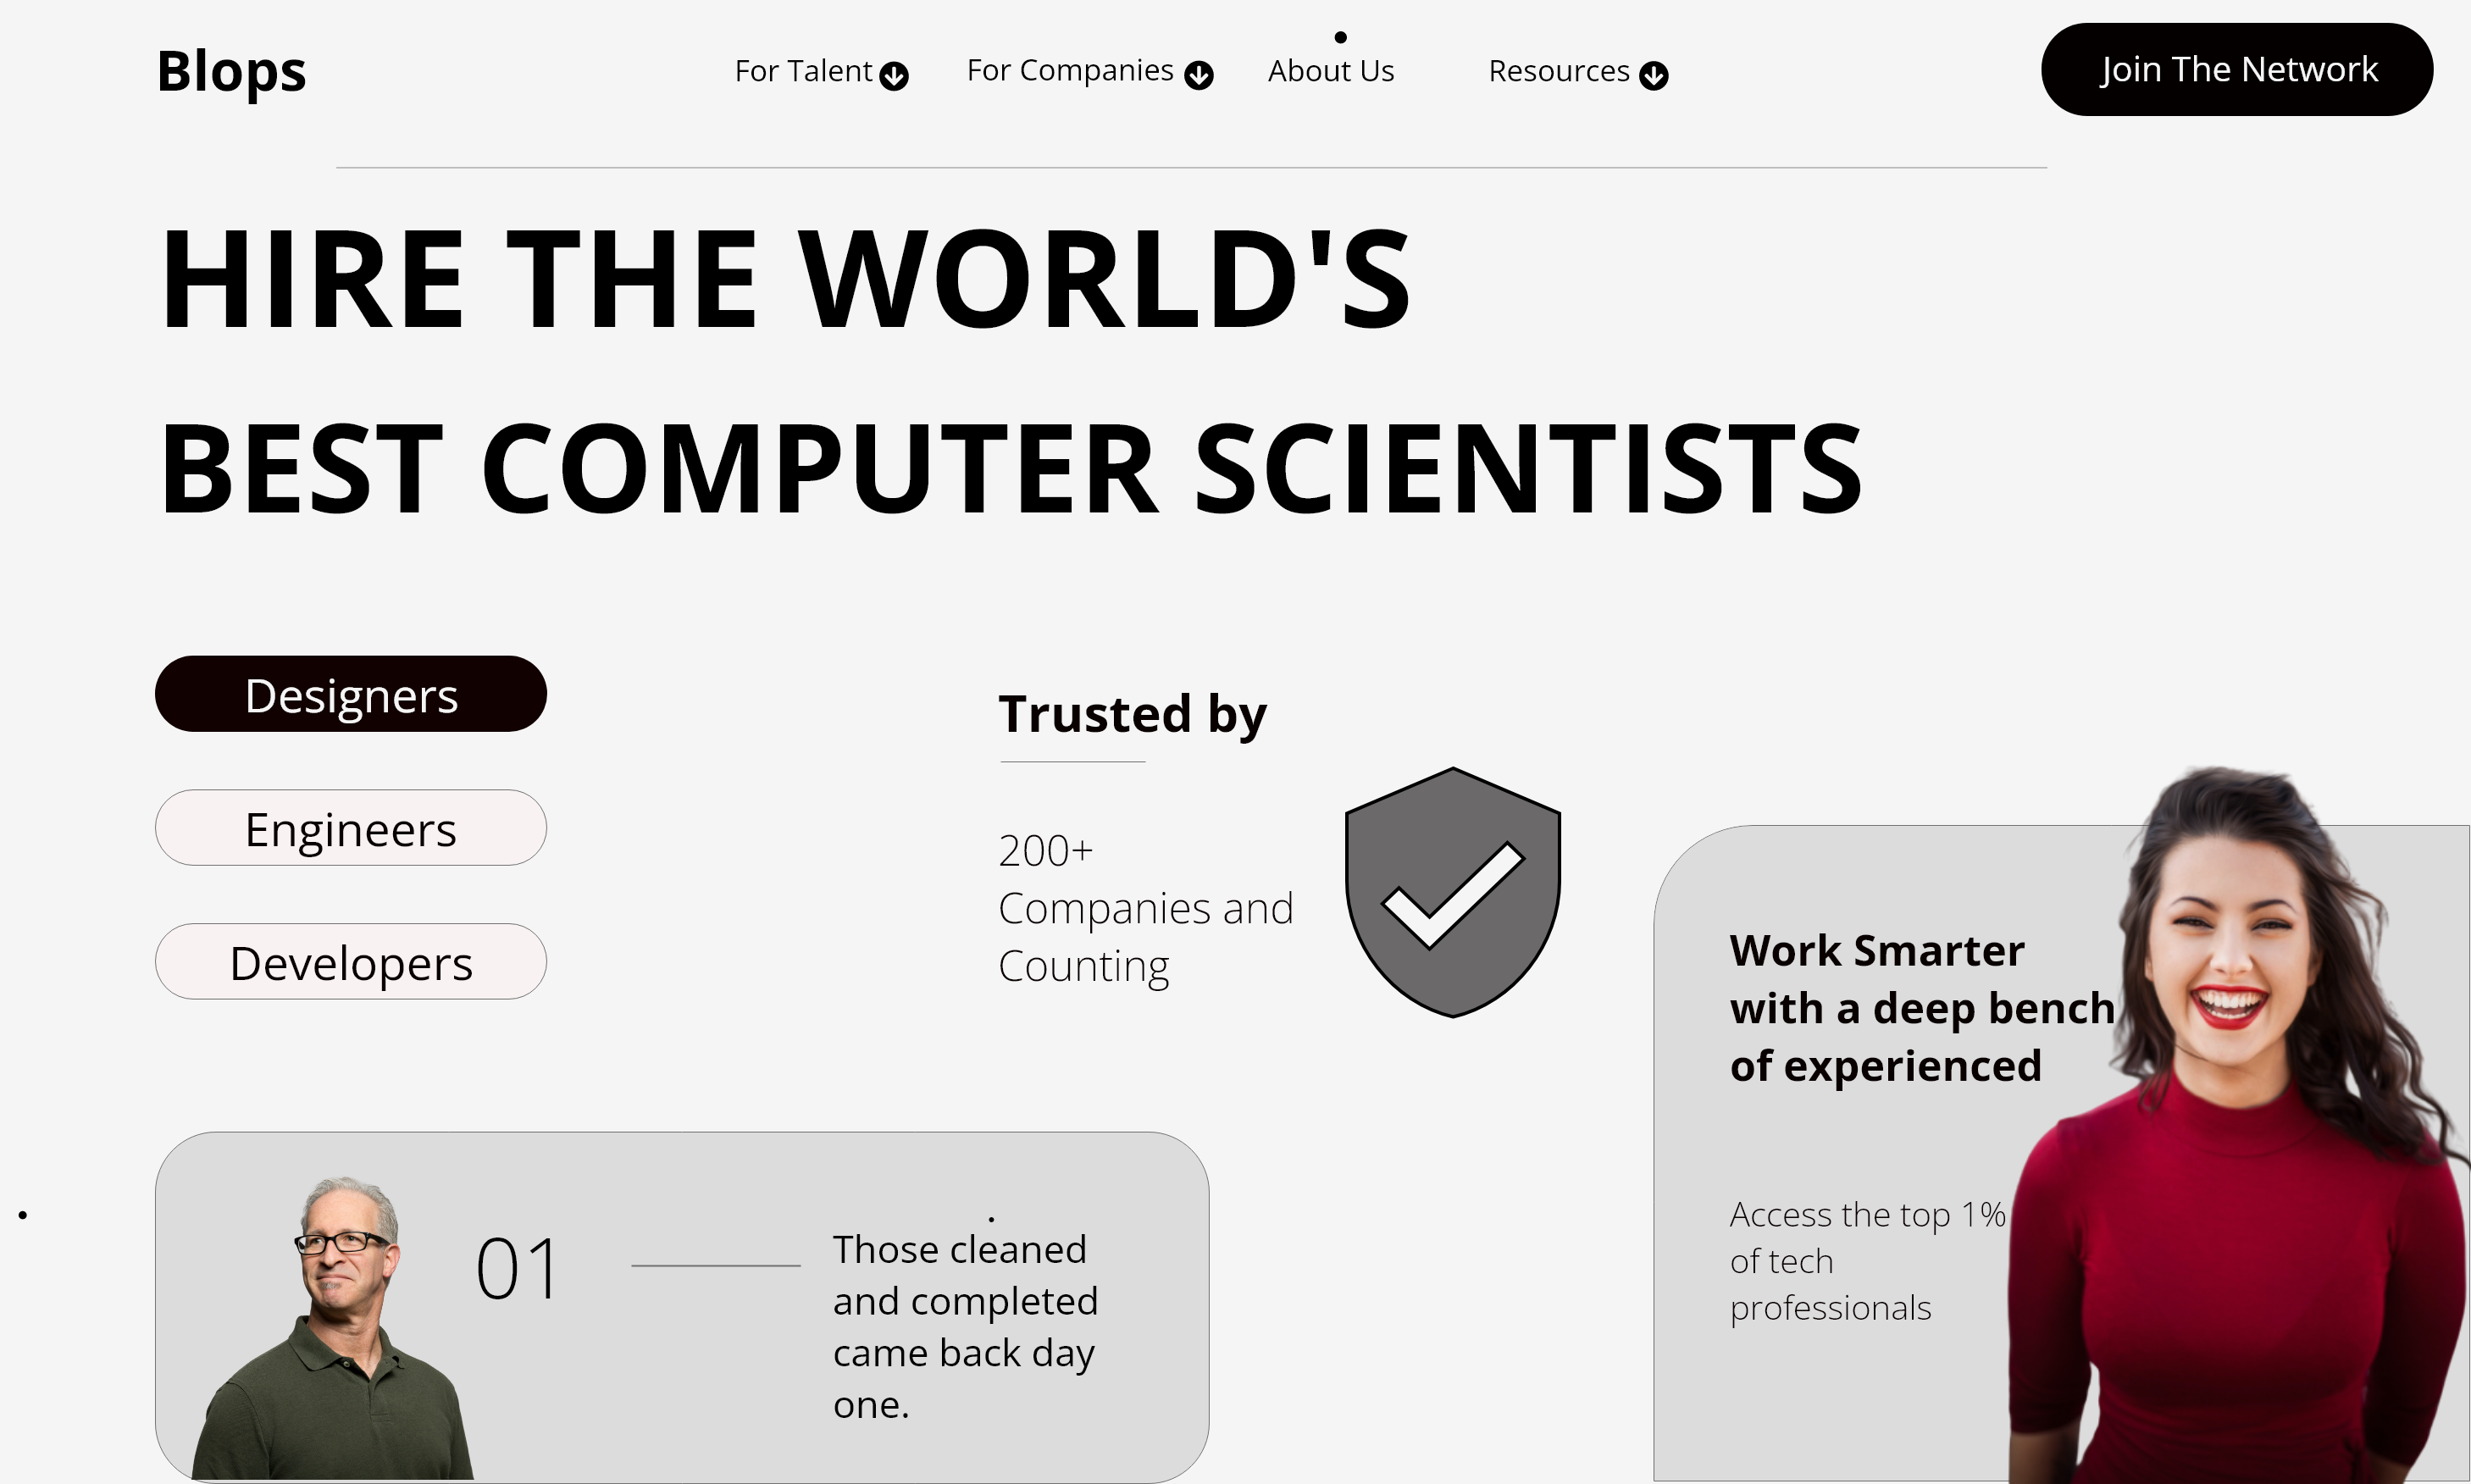 Blops
For Talent
For Companies
About Us
Resources
Join The Network
HIRE THE WORLD'S
BEST COMPUTER SCIENTISTS
Designers
Engineers
Developers
Trusted by
200+
Companies and
Counting
Work Smarter
with a deep bench
of experienced
Access the top 1%
of tech
professionals
01
Those cleaned
and completed
came back day
one.